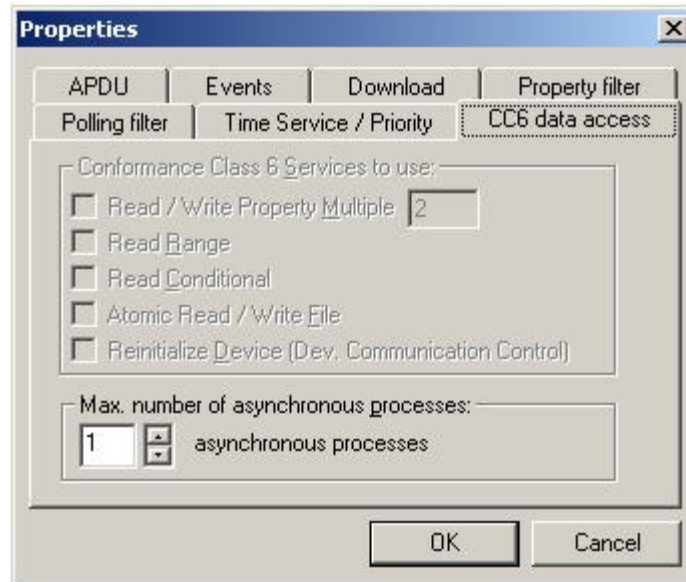 Properties
APDU Events Download Property filter
Polling filter Time Service / Priority CC6 data access
Conformance Class 6 Services to use:
Read / Write Property Multiple 2
Read Range
Read Conditional
Atomic Read / Write File
Reinitialize Device (Dev. Communication Control)
Max. number of asynchronous processes:
1 asynchronous processes
OK Cancel